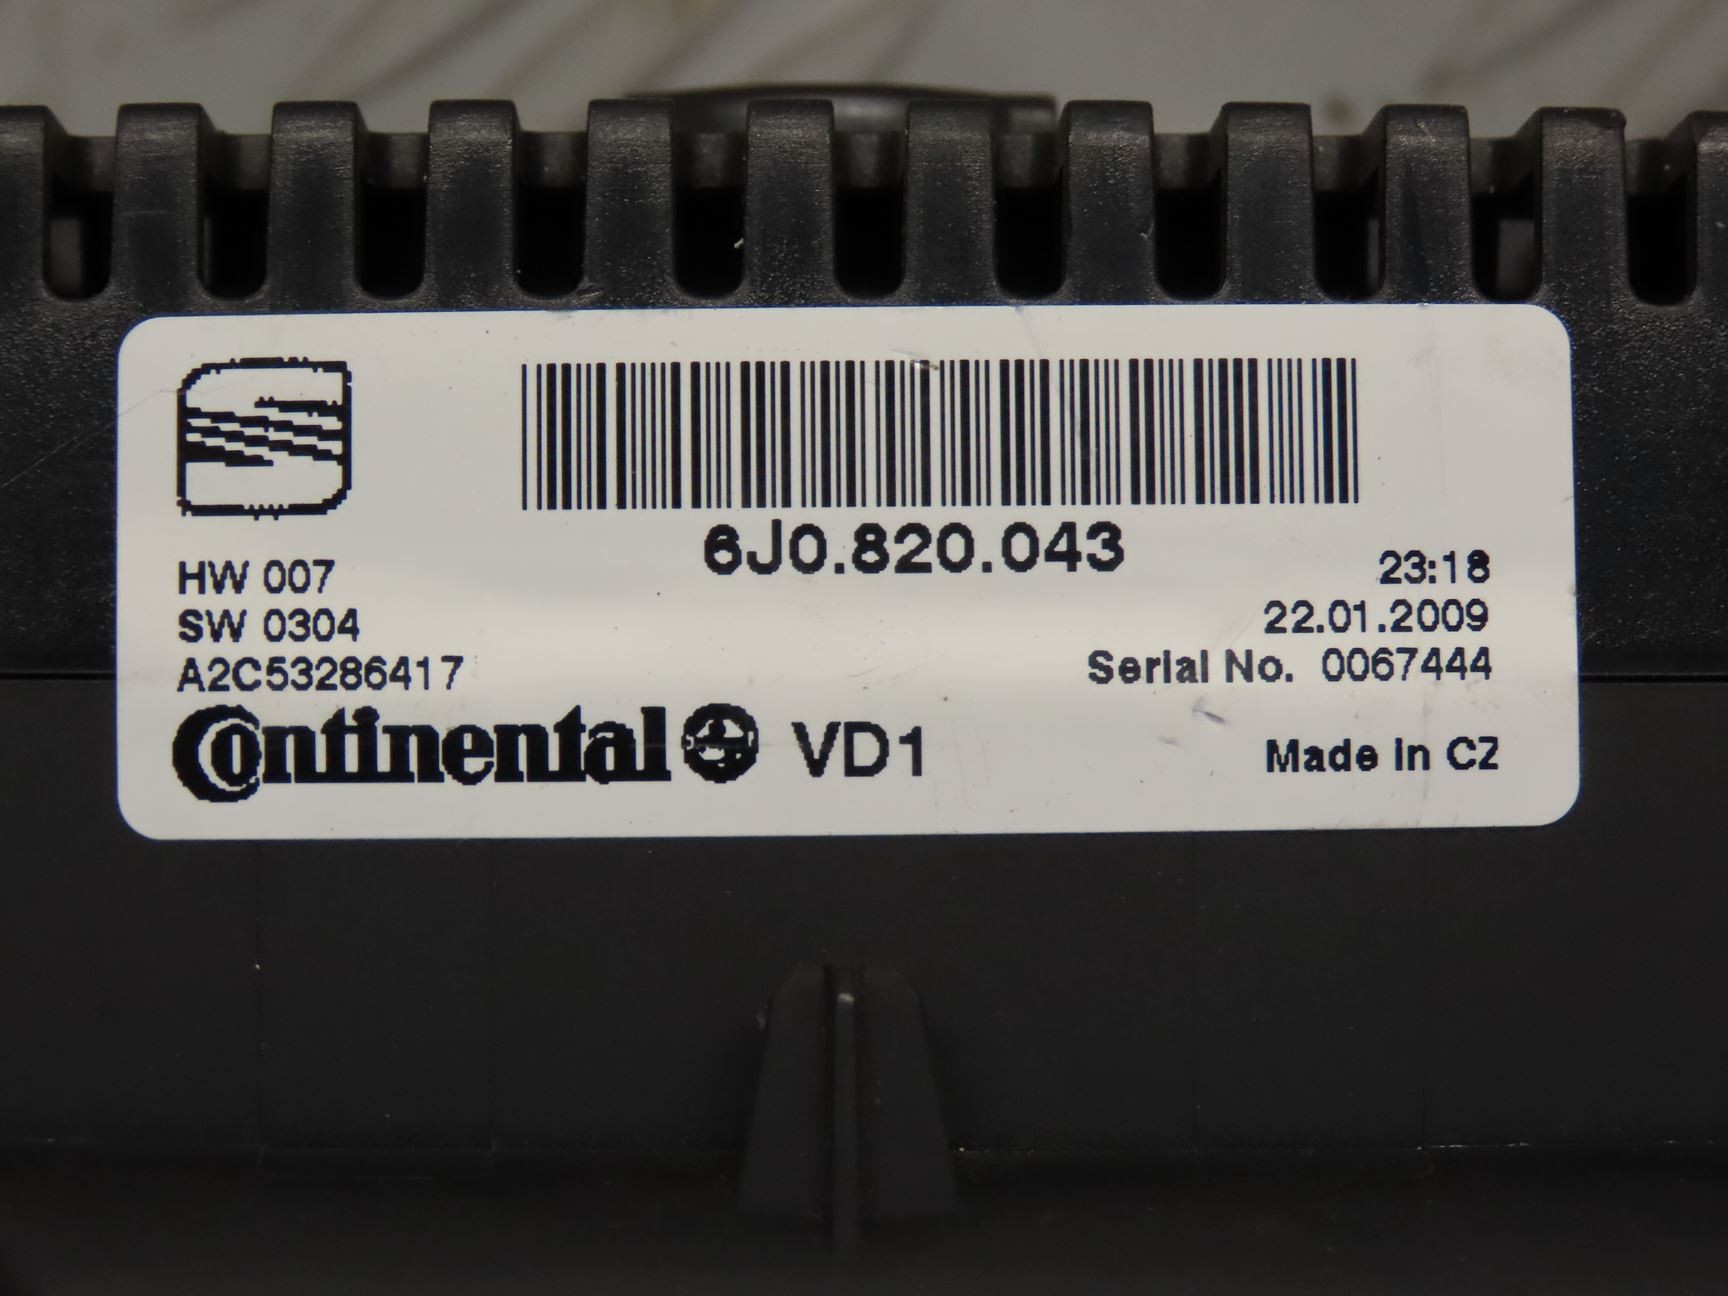 6J0.820.043
HW 007
SW 0304
A2C53286417
23:18
22.01.2009
Serial No. 0067444
Continental VD1
Made in CZ